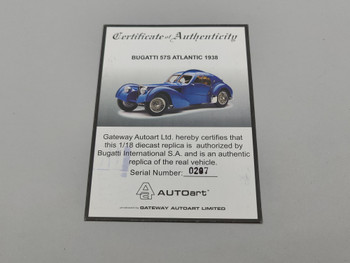 Certificate of Authenticity
BUGATTI 57S ATLANTIC 1938
Gateway Autoart Ltd. hereby certifies that
this 1/18 diecast replica is authorized by
Bugatti International S.A. and is an authentic
replica of the real vehicle.
Serial Number: 0207
AUTOart
GATEWAY AUTOART LIMITED